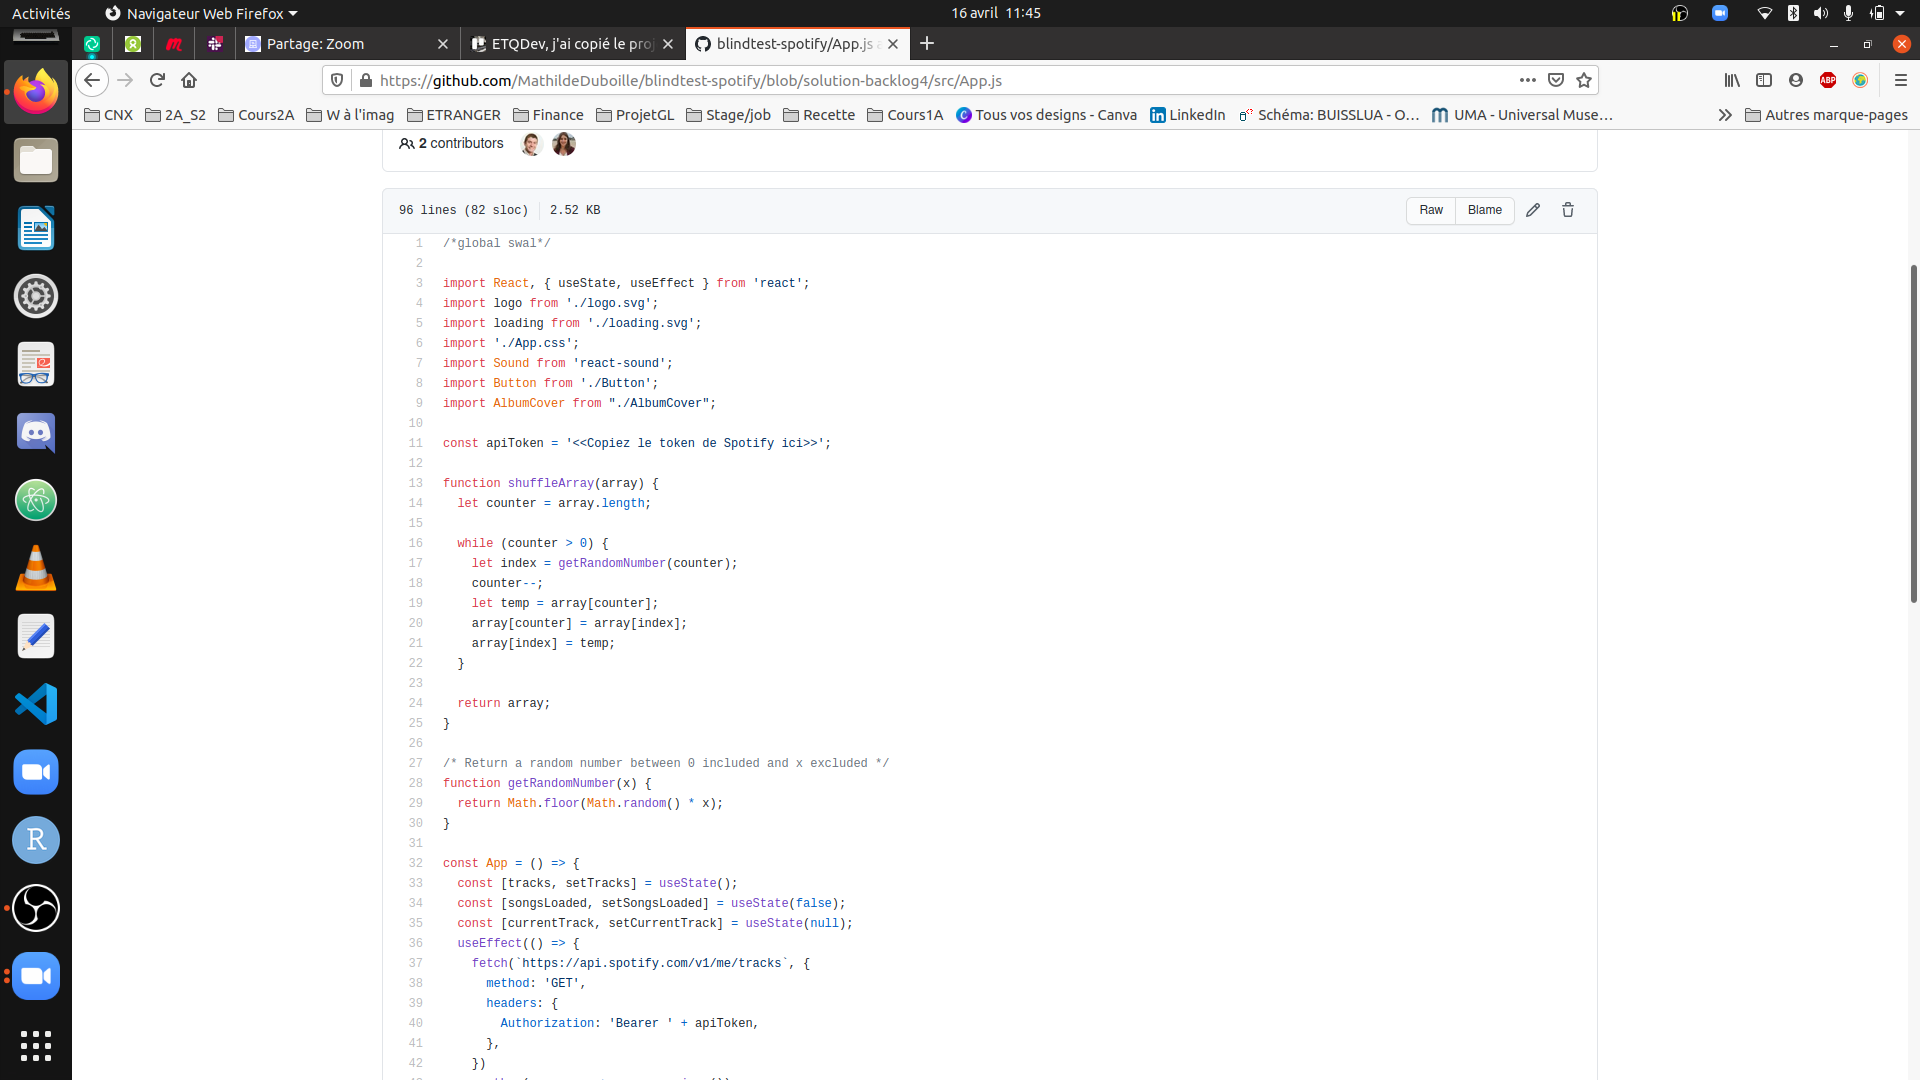 Activités
Navigateur Web Firefox
16 avril 11:45
Partage: Zoom
ETQDev, j'ai copié le pro
blindtest-spotify/App.js
https://github.com/MathildeDuboille/blindtest-spotify/blob/solution-backlog4/src/App.js
ABP
CNX
2A_S2
Cours2A
W à l'imag
ETRANGER
Finance
ProjetGL
Stage/job
Recette
Cours1A
Tous vos designs - Canva
LinkedIn
Schéma: BUISSLUA - O…
UMA - Universal Muse…
Autres marque-pages
2 contributors
96 lines (82 sloc)
2.52 KB
Raw
Blame
1 /*global swal*/
2
3 import React, { useState, useEffect } from 'react';
4 import logo from './logo.svg';
5 import loading from './loading.svg';
6 import './App.css';
7 import Sound from 'react-sound';
8 import Button from './Button';
9 import AlbumCover from "./AlbumCover";
10
11 const apiToken = '<<Copiez le token de Spotify ici>>';
12
13 function shuffleArray(array) {
14 let counter = array.length;
15
16 while (counter > 0) {
17 let index = getRandomNumber(counter);
18 counter--;
19 let temp = array[counter];
20 array[counter] = array[index];
21 array[index] = temp;
22 }
23
24 return array;
25 }
26
27 /* Return a random number between 0 included and x excluded */
28 function getRandomNumber(x) {
29 return Math.floor(Math.random() * x);
30 }
31
32 const App = () => {
33 const [tracks, setTracks] = useState();
34 const [songsLoaded, setSongsLoaded] = useState(false);
35 const [currentTrack, setCurrentTrack] = useState(null);
36 useEffect(() => {
37 fetch(`https://api.spotify.com/v1/me/tracks`, {
38 method: 'GET',
39 headers: {
40 Authorization: 'Bearer ' + apiToken,
41 },
42 })